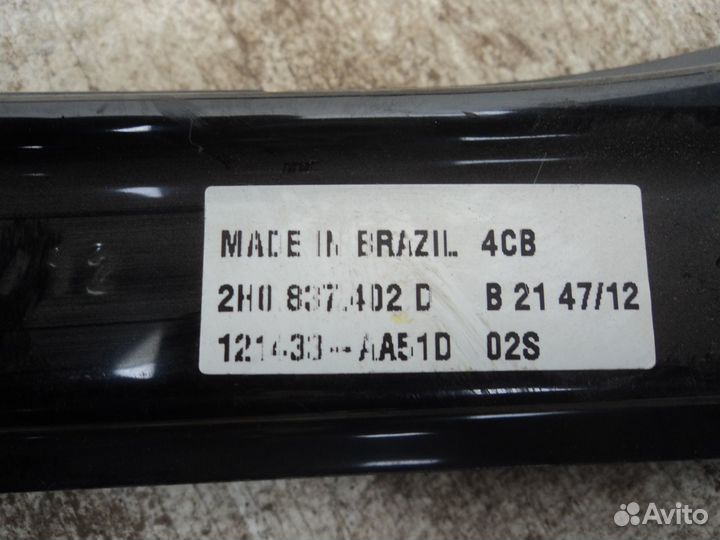 MADE IN BRAZIL 4CB
2H0 837.402 D B 21 47/12
121433--AA51D 02S
Avito